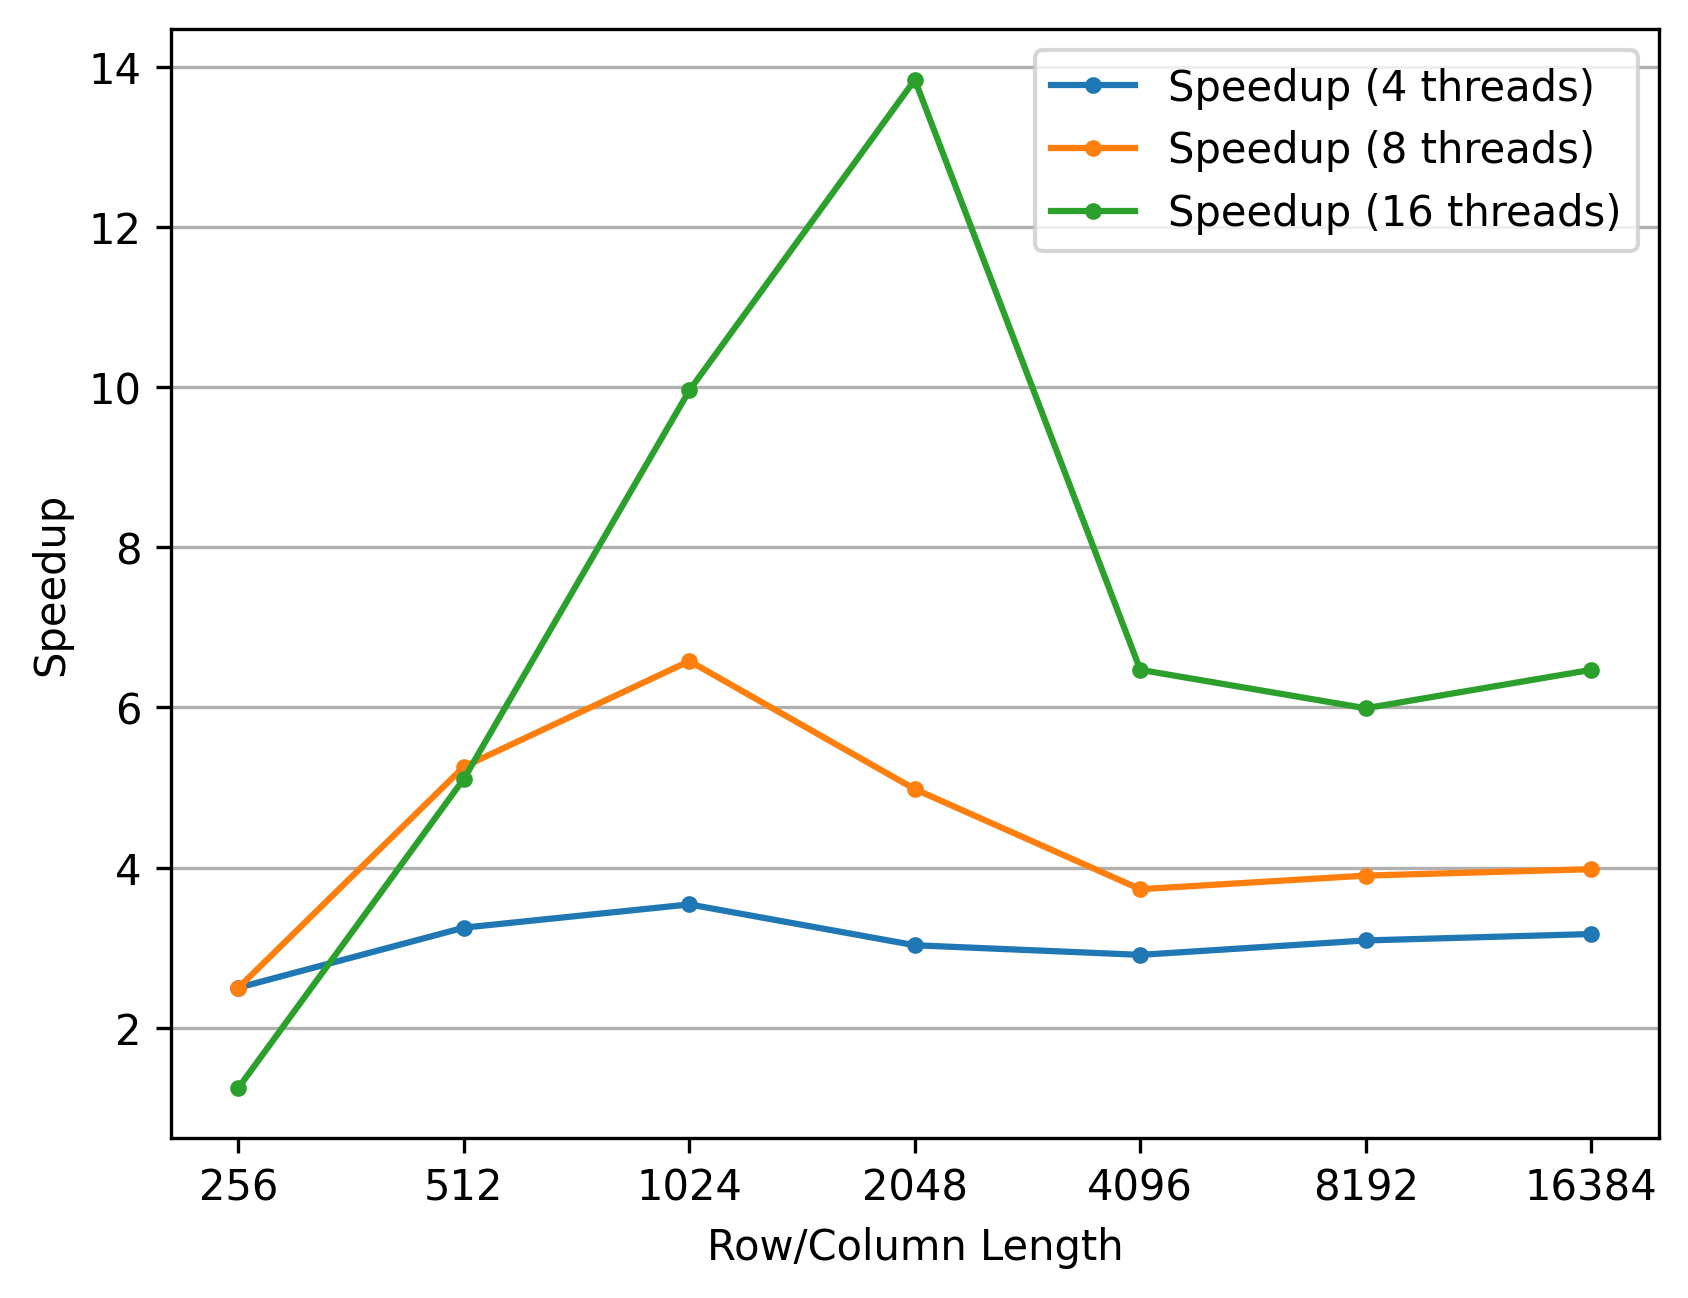 14
12
10
8
6
4
2
Speedup
Speedup (4 threads)
Speedup (8 threads)
Speedup (16 threads)
256 512 1024 2048 4096 8192 16384
Row/Column Length